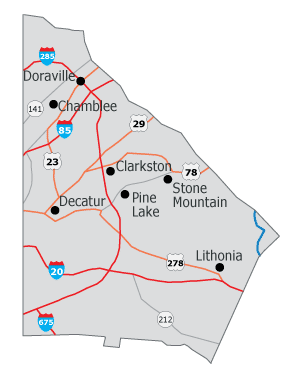 285
Doraville
141
Chamblee
29
85
23
Clarkston
78
Stone
Mountain
Pine
Lake
Decatur
Lithonia
278
20
212
675